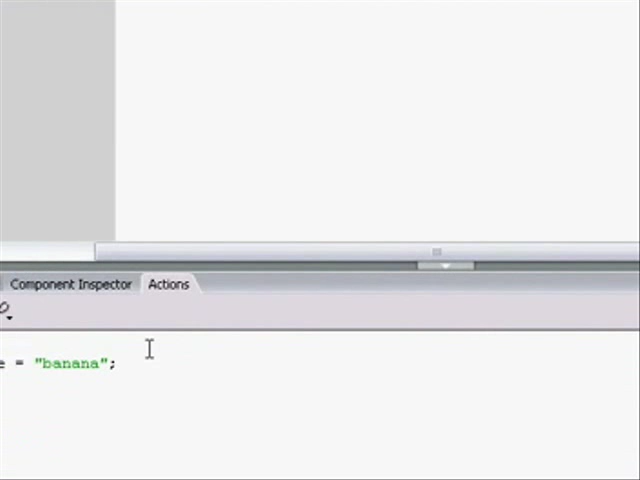 Component Inspector Actions
e = "banana";